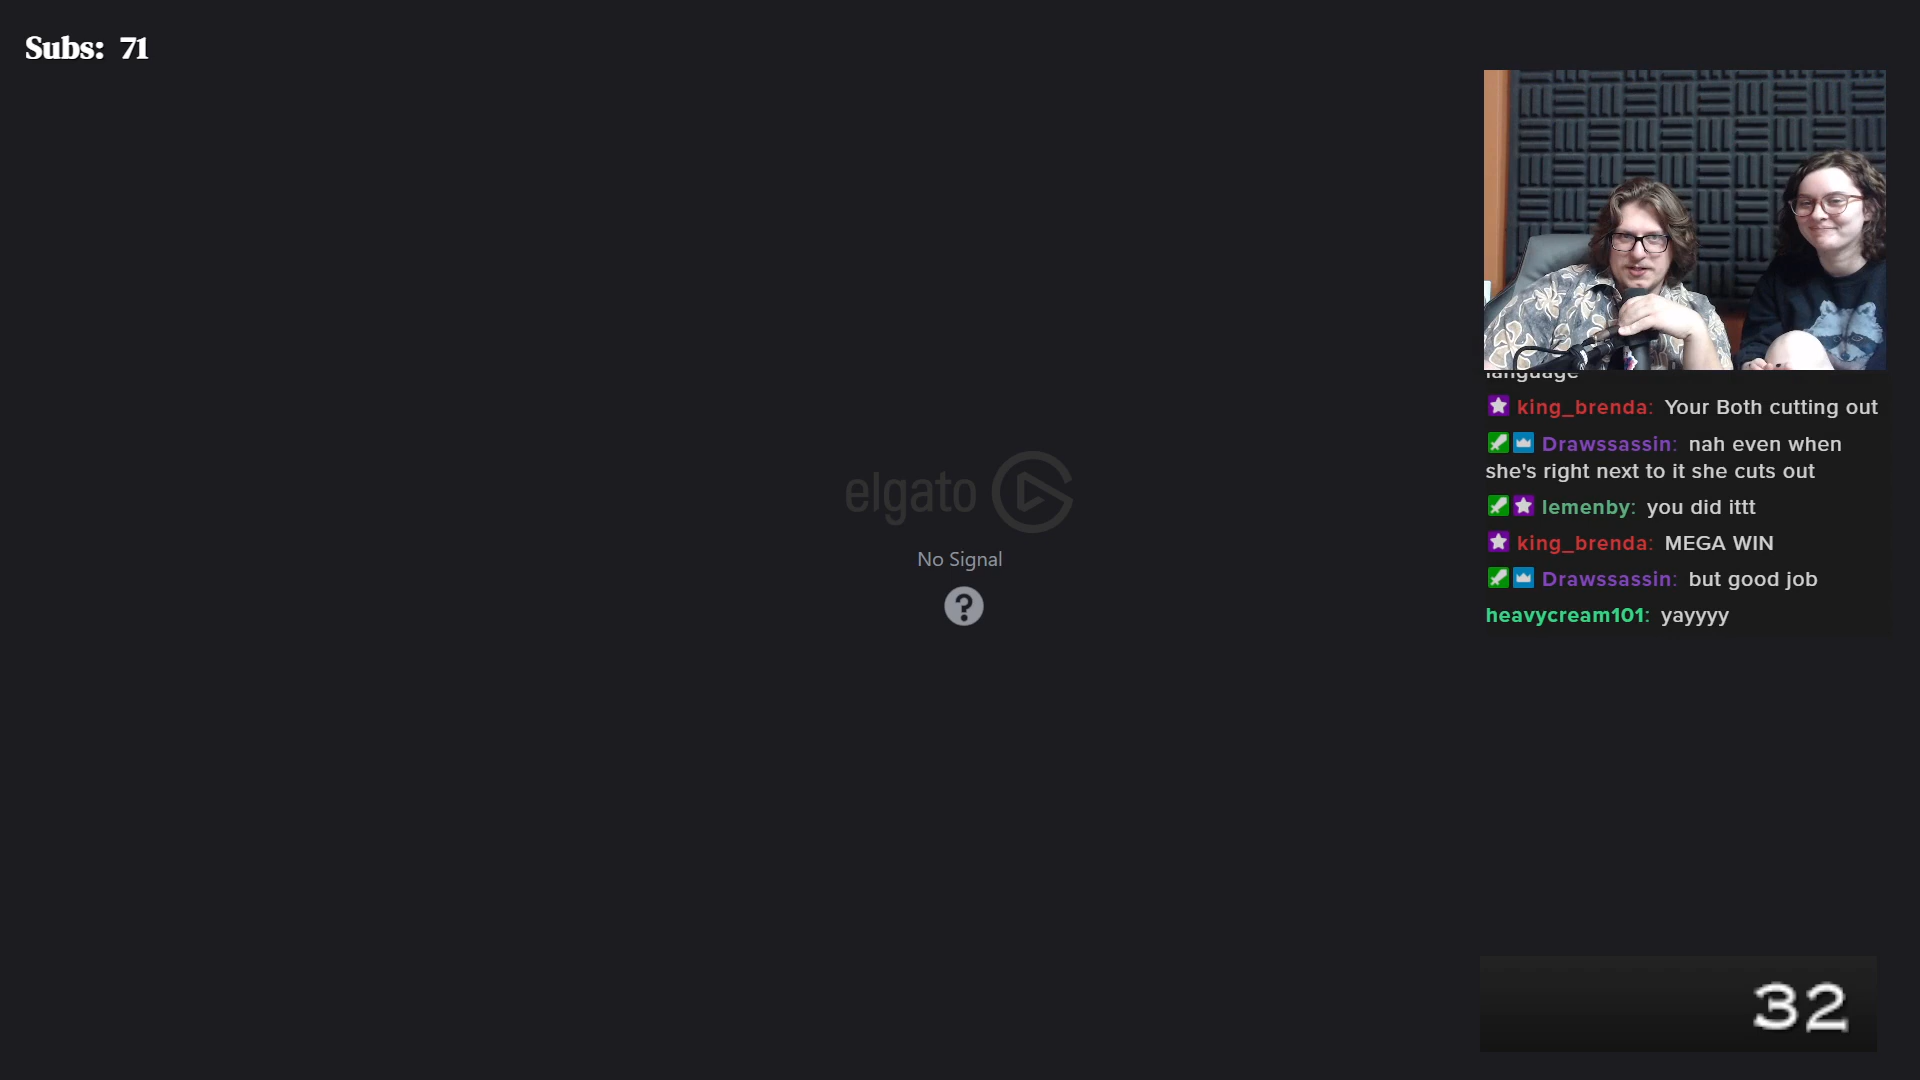 Subs: 71
language
king_brenda: Your Both cutting out
Drawssassin: nah even when
she's right next to it she cuts out
lemenby: you did ittt
king_brenda: MEGA WIN
Drawssassin: but good job
heavycream101: yayyyy
elgato
No Signal
?
32